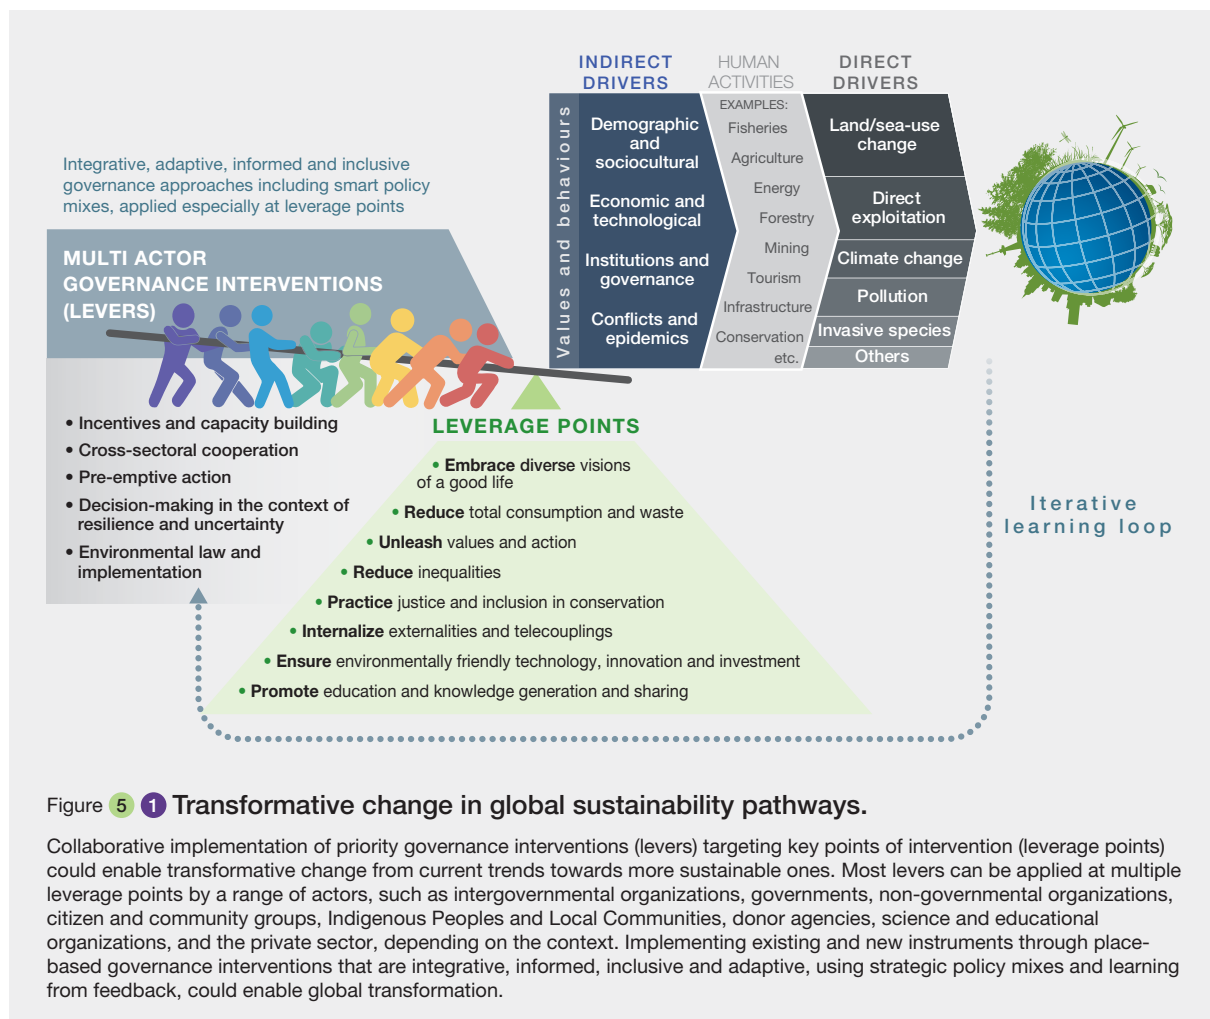 INDIRECT
DRIVERS
HUMAN
ACTIVITIES
DIRECT
DRIVERS
Values and behaviours
Demographic
and
sociocultural
Economic and
technological
Institutions and
governance
Conflicts and
epidemics
EXAMPLES:
Fisheries
Agriculture
Energy
Forestry
Mining
Tourism
Infrastructure
Conservation
etc.
Land/sea-use
change
Direct
exploitation
Climate change
Pollution
Invasive species
Others
Integrative, adaptive, informed and inclusive
governance approaches including smart policy
mixes, applied especially at leverage points
MULTI ACTOR
GOVERNANCE INTERVENTIONS
(LEVERS)
• Incentives and capacity building
• Cross-sectoral cooperation
• Pre-emptive action
• Decision-making in the context of
resilience and uncertainty
• Environmental law and
implementation
LEVERAGE POINTS
• Embrace diverse visions
of a good life
• Reduce total consumption and waste
• Unleash values and action
• Reduce inequalities
• Practice justice and inclusion in conservation
• Internalize externalities and telecouplings
• Ensure environmentally friendly technology, innovation and investment
• Promote education and knowledge generation and sharing
Iterative
learning loop
Figure 5 1 Transformative change in global sustainability pathways.
Collaborative implementation of priority governance interventions (levers) targeting key points of intervention (leverage points)
could enable transformative change from current trends towards more sustainable ones. Most levers can be applied at multiple
leverage points by a range of actors, such as intergovernmental organizations, governments, non-governmental organizations,
citizen and community groups, Indigenous Peoples and Local Communities, donor agencies, science and educational
organizations, and the private sector, depending on the context. Implementing existing and new instruments through place-
based governance interventions that are integrative, informed, inclusive and adaptive, using strategic policy mixes and learning
from feedback, could enable global transformation.